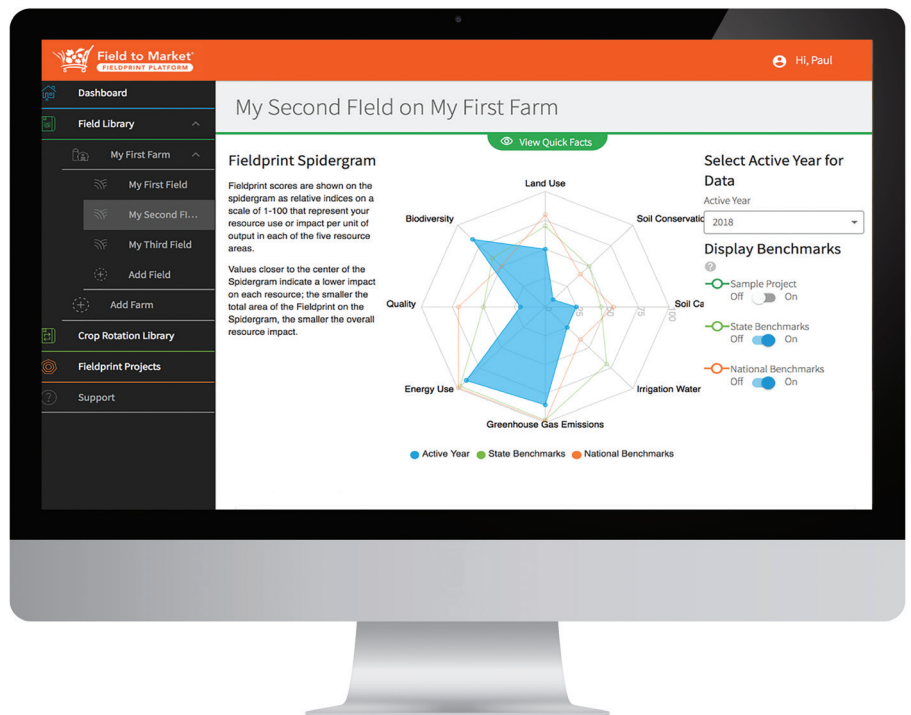 Field to Market
FIELDPRINT PLATFORM
Hi, Paul
Dashboard
Field Library
My First Farm
My First Field
My Second FI...
My Third Field
Add Field
Add Farm
Crop Rotation Library
Fieldprint Projects
? Support
My Second FIeld on My First Farm
View Quick Facts
Fieldprint Spidergram
Fieldprint scores are shown on the
spidergram as relative indices on a
scale of 1-100 that represent your
resource use or impact per unit of
output in each of the five resource
areas.
Values closer to the center of the
Spidergram indicate a lower impact
on each resource; the smaller the
total area of the Fieldprint on the
Spidergram, the smaller the overall
resource impact.
Land Use
Biodiversity
Soil Conservatio
Quality
Soil Ca
0 25 50 75 100
Energy Use
Irrigation Water
Greenhouse Gas Emissions
Active Year State Benchmarks National Benchmarks
Select Active Year for
Data
Active Year
2018
Display Benchmarks
?
Sample Project
Off On
State Benchmarks
Off On
National Benchmarks
Off On